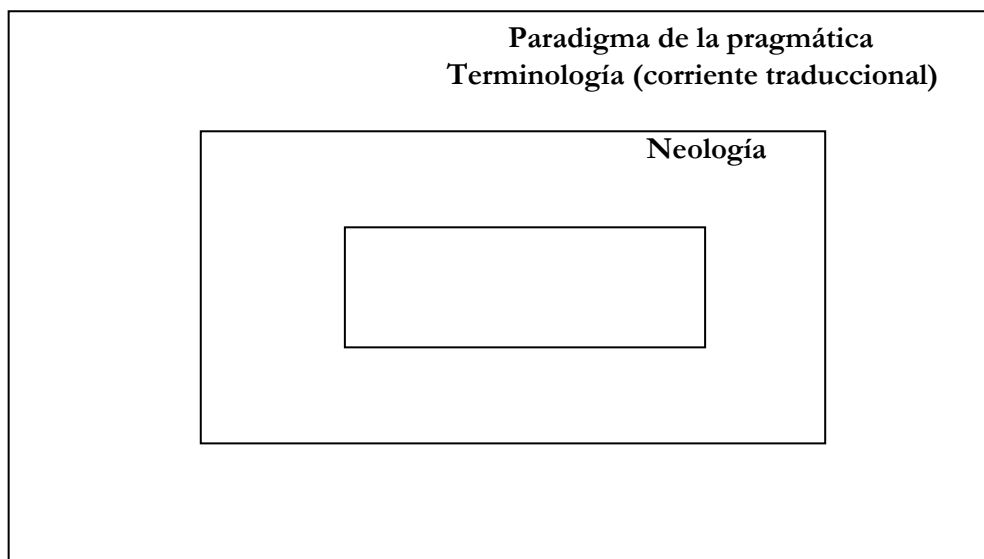 Paradigma de la pragmática
Terminología (corriente traduccional)
Neología